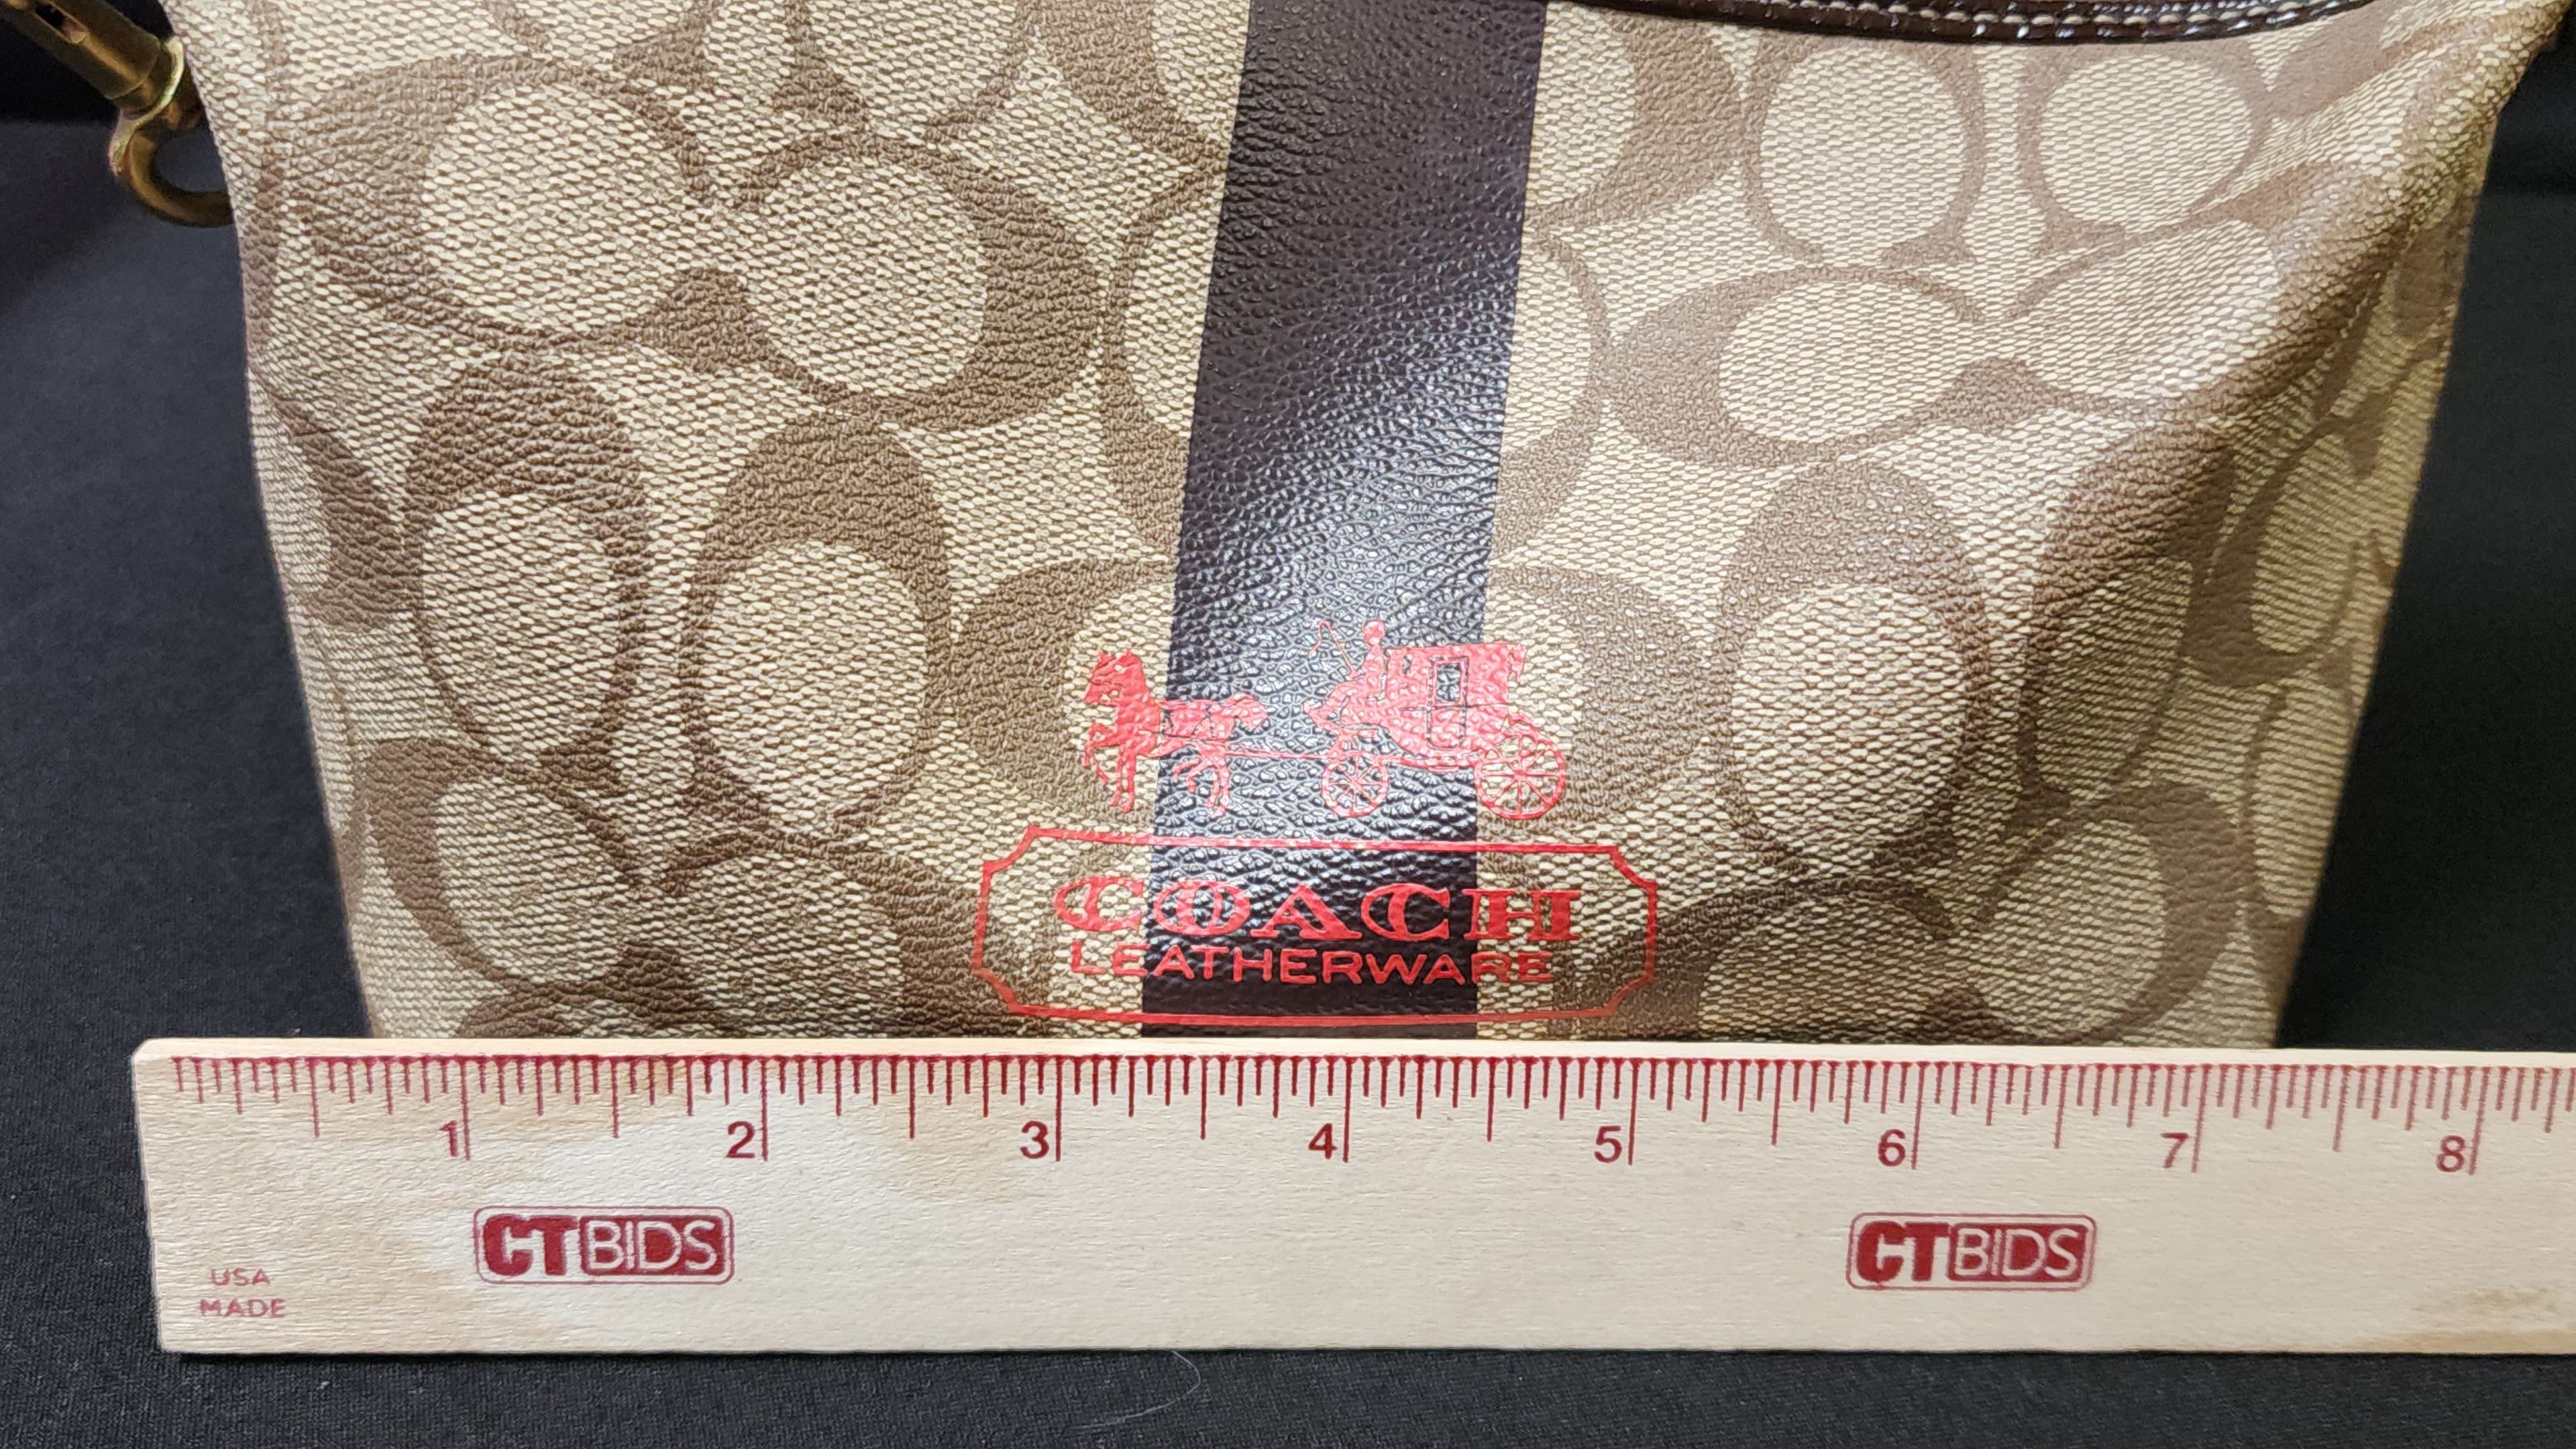 COACH
LEATHERWARE
1 2 3 4 5 6 7 8
CTBIDS CTBIDS
USA
MADE